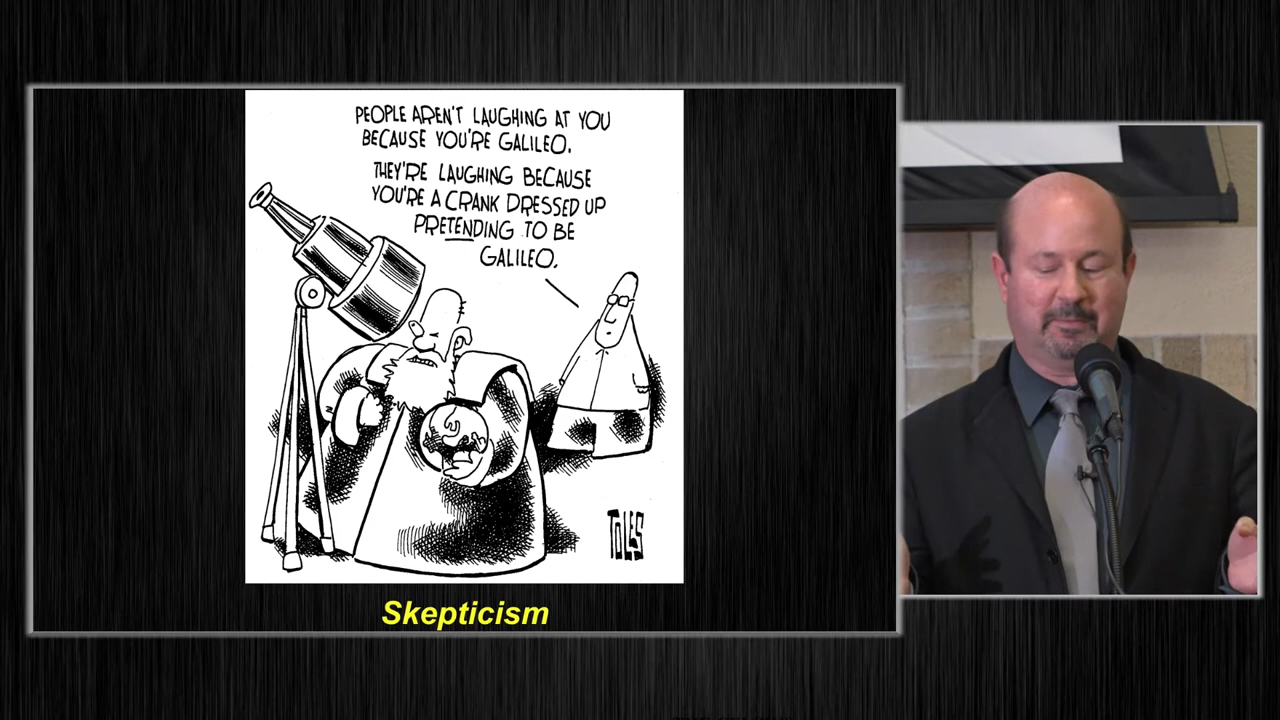 PEOPLE AREN'T LAUGHING AT YOU
BECAUSE YOU'RE GALILEO.
THEY'RE LAUGHING BECAUSE
YOU'RE A CRANK DRESSED UP
PRETENDING TO BE
GALILEO.
TOLES
Skepticism